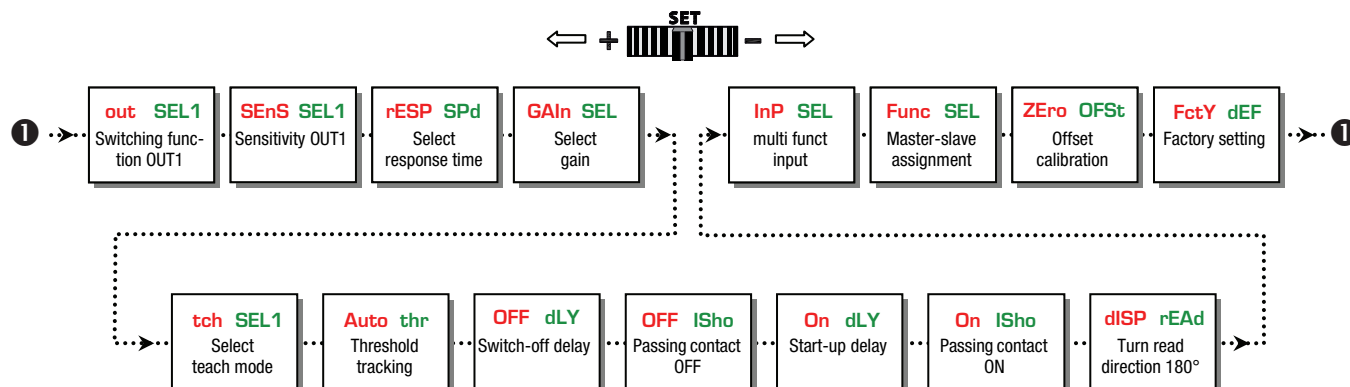 SET
+ -
❶
out SEL1
Switching func-
tion OUT1
SEnS SEL1
Sensitivity OUT1
rESP SPd
Select
response time
GAIn SEL
Select
gain
InP SEL
multi funct
input
Func SEL
Master-slave
assignment
ZEro OFSt
Offset
calibration
FctY dEF
Factory setting
❶
tch SEL1
Select
teach mode
Auto thr
Threshold
tracking
OFF dLY
Switch-off delay
OFF ISho
Passing contact
OFF
On dLY
Start-up delay
On ISho
Passing contact
ON
dISP rEAd
Turn read
direction 180°